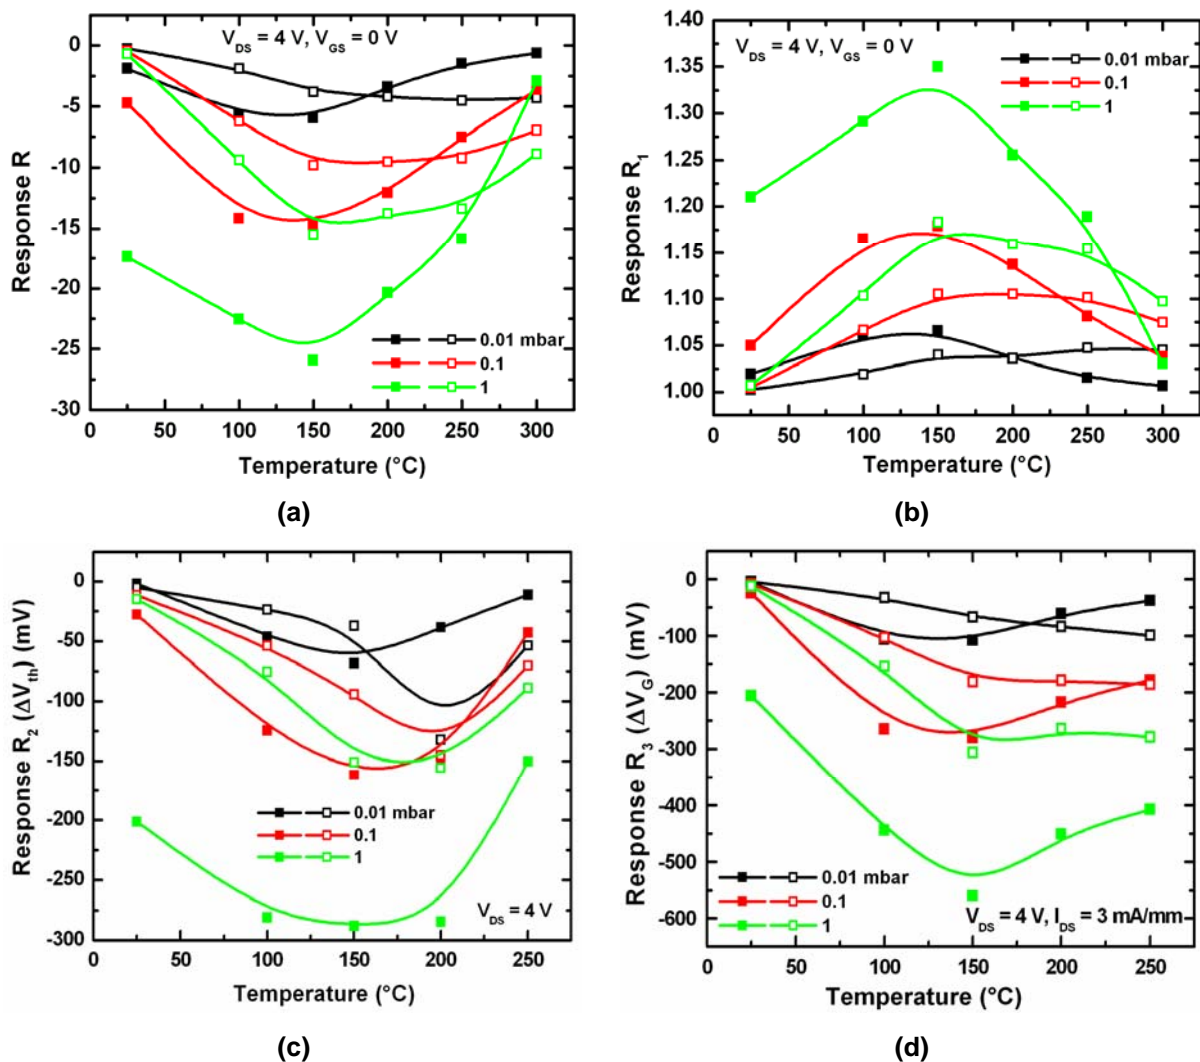 V_DS = 4 V, V_GS = 0 V
0
-5
-10
-15
-20
-25
-30
Response R
0.01 mbar
0.1
1
0 50 100 150 200 250 300
Temperature (°C)
(a)
V_DS = 4 V, V_GS = 0 V
1.40
1.35
1.30
1.25
1.20
1.15
1.10
1.05
1.00
Response R_1
0.01 mbar
0.1
1
0 50 100 150 200 250 300
Temperature (°C)
(b)
0
-50
-100
-150
-200
-250
-300
Response R_2 (ΔV_th) (mV)
0.01 mbar
0.1
1
V_DS = 4 V
0 50 100 150 200 250
Temperature (°C)
(c)
0
-100
-200
-300
-400
-500
-600
Response R_3 (ΔV_G) (mV)
0.01 mbar
0.1
1
V_DS = 4 V, I_DS = 3 mA/mm
0 50 100 150 200 250
Temperature (°C)
(d)